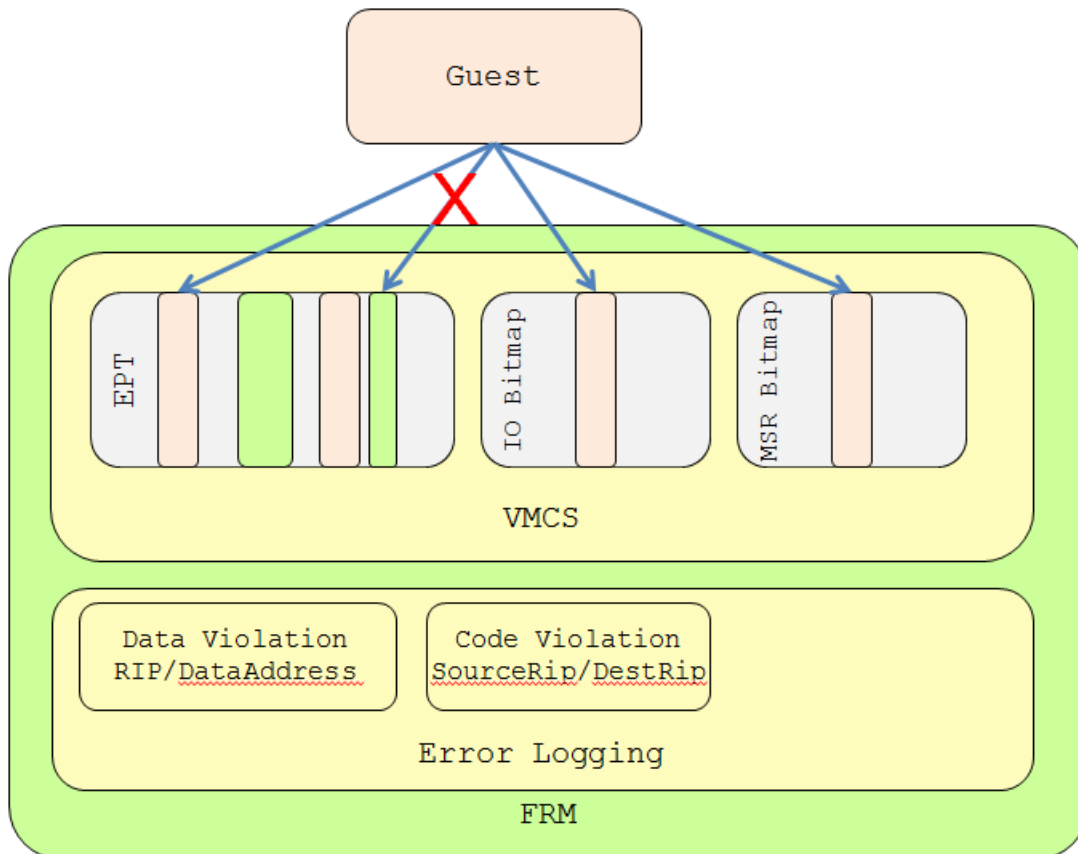 Guest
EPT
IO Bitmap
MSR Bitmap
VMCS
Data Violation
RIP/DataAddress
Code Violation
SourceRip/DestRip
Error Logging
FRM